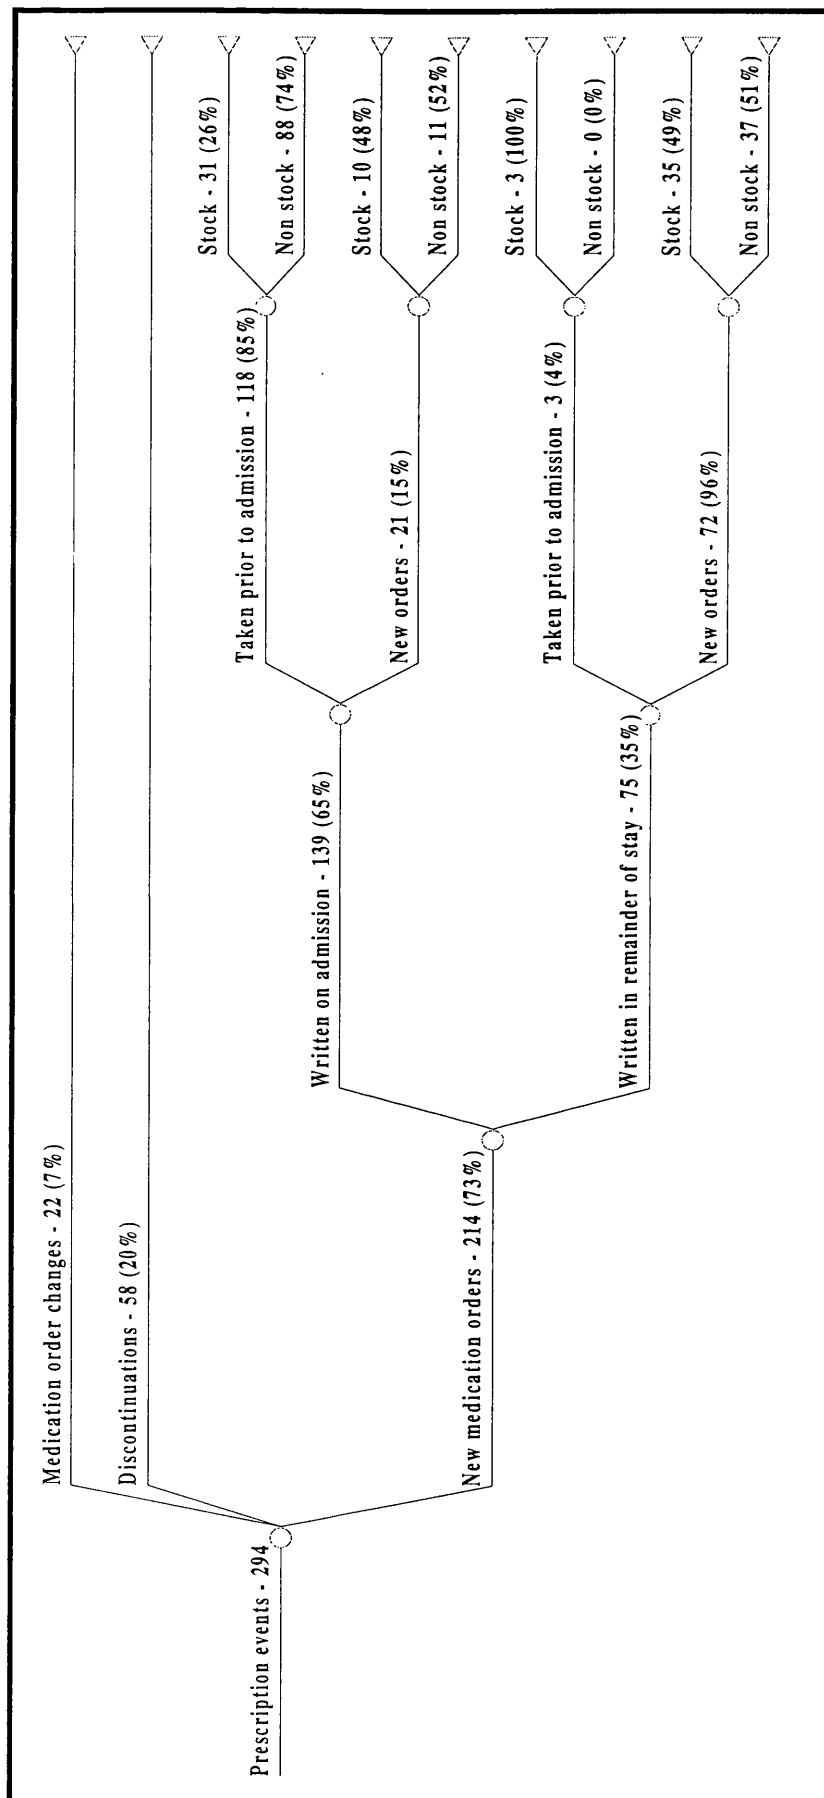 Prescription events - 294
Medication order changes - 22 (7%)
Discontinuations - 58 (20%)
New medication orders - 214 (73%)
Written on admission - 139 (65%)
Written in remainder of stay - 75 (35%)
Taken prior to admission - 118 (85%)
New orders - 21 (15%)
Taken prior to admission - 3 (4%)
New orders - 72 (96%)
Stock - 31 (26%)
Non stock - 88 (74%)
Stock - 10 (48%)
Non stock - 11 (52%)
Stock - 3 (100%)
Non stock - 0 (0%)
Stock - 35 (49%)
Non stock - 37 (51%)